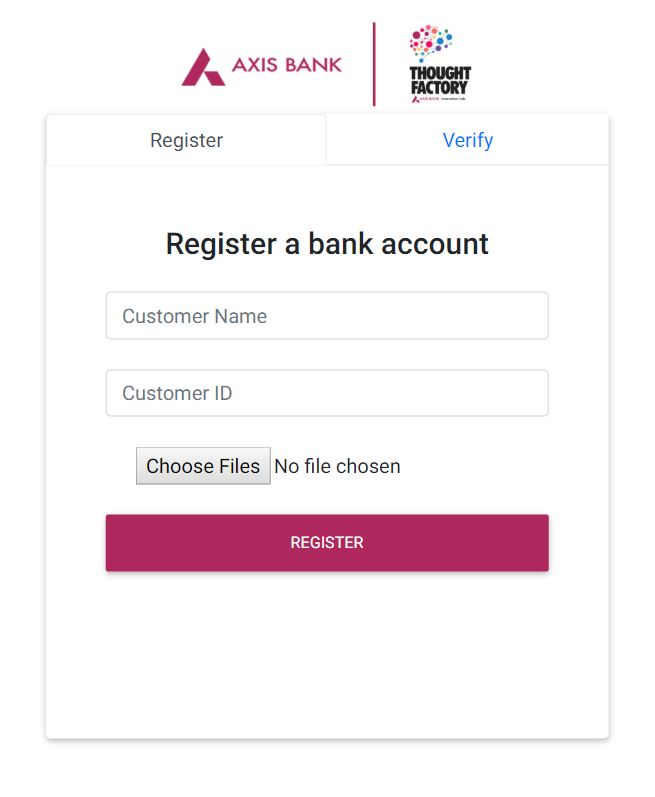 AXIS BANK
THOUGHT
FACTORY
AXIS BANK Innovation Lab
Register
Verify
Register a bank account
Customer Name
Customer ID
Choose Files No file chosen
REGISTER